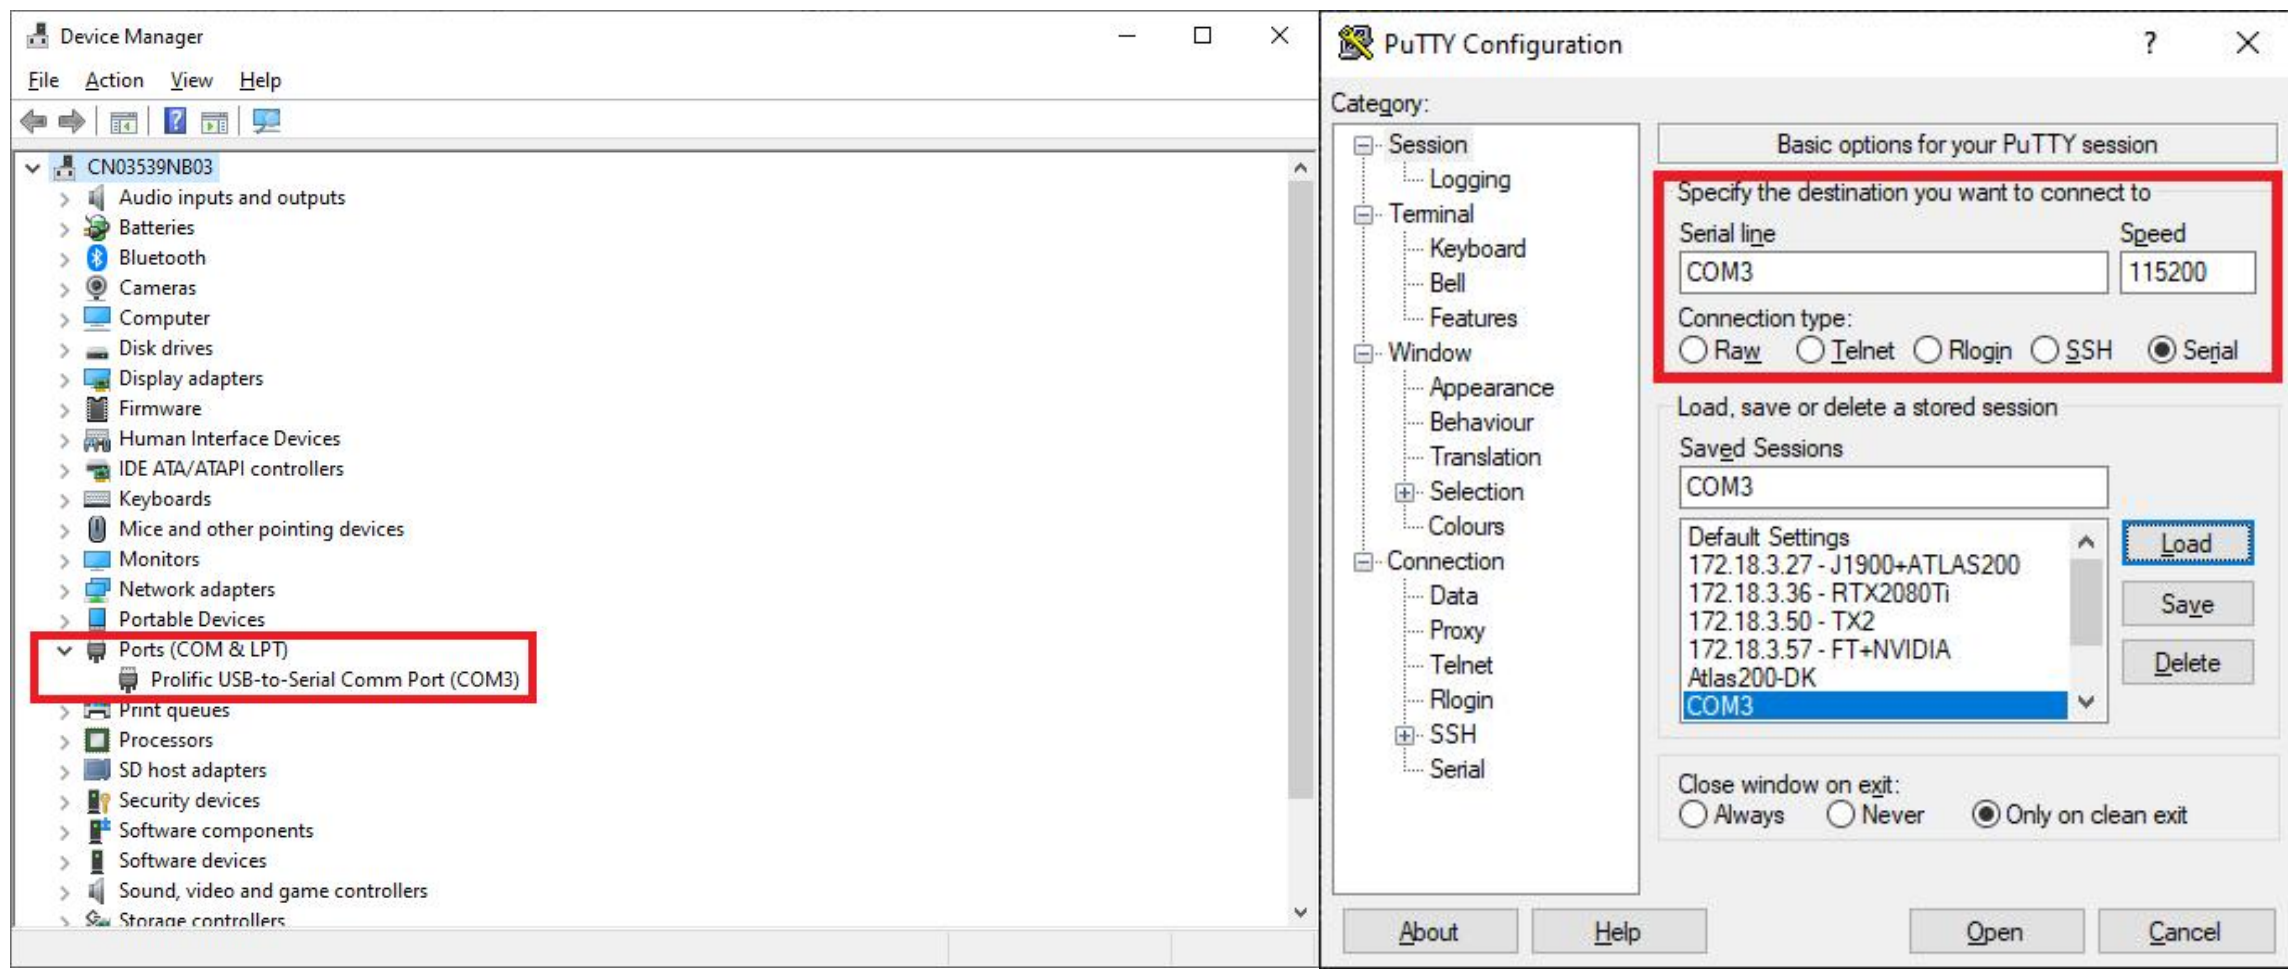 Device Manager
File Action View Help
CN03539NB03
Audio inputs and outputs
Batteries
Bluetooth
Cameras
Computer
Disk drives
Display adapters
Firmware
Human Interface Devices
IDE ATA/ATAPI controllers
Keyboards
Mice and other pointing devices
Monitors
Network adapters
Portable Devices
Ports (COM & LPT)
Prolific USB-to-Serial Comm Port (COM3)
Print queues
Processors
SD host adapters
Security devices
Software components
Software devices
Sound, video and game controllers
Storage controllers
PuTTY Configuration
Category:
Session
Logging
Terminal
Keyboard
Bell
Features
Window
Appearance
Behaviour
Translation
Selection
Colours
Connection
Data
Proxy
Telnet
Rlogin
SSH
Serial
Basic options for your PuTTY session
Specify the destination you want to connect to
Serial line Speed
COM3 115200
Connection type:
Raw Telnet Rlogin SSH Serial
Load, save or delete a stored session
Saved Sessions
COM3
Default Settings
172.18.3.27 - J1900+ATLAS200
172.18.3.36 - RTX2080Ti
172.18.3.50 - TX2
172.18.3.57 - FT+NVIDIA
Atlas200-DK
COM3
Load
Save
Delete
Close window on exit:
Always Never Only on clean exit
About Help Open Cancel